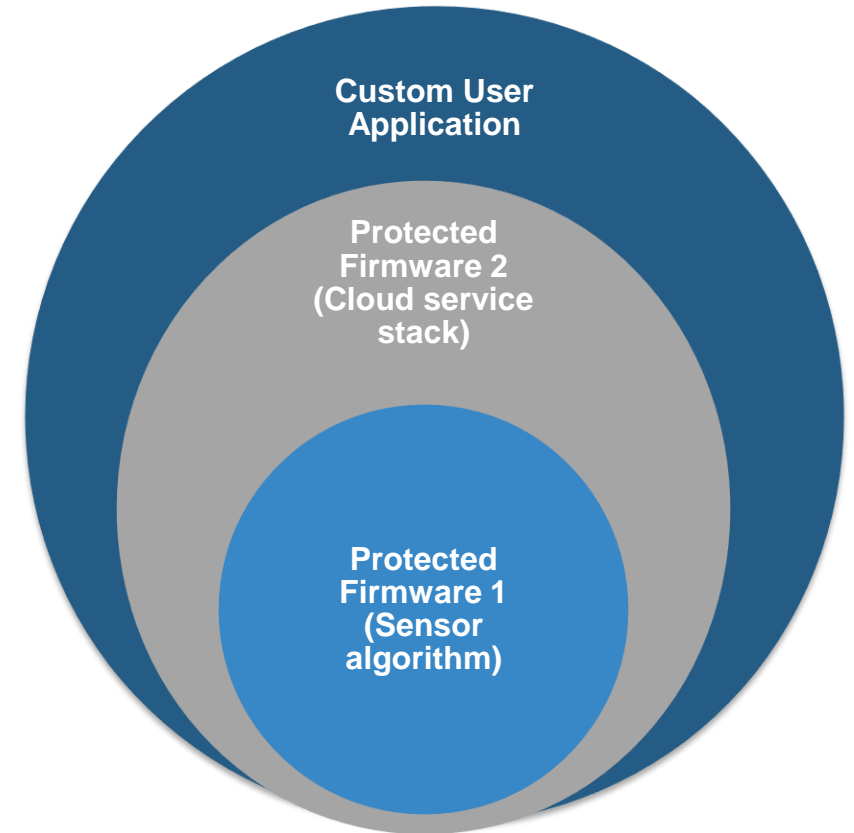 Custom User
Application
Protected
Firmware 2
(Cloud service
stack)
Protected
Firmware 1
(Sensor
algorithm)